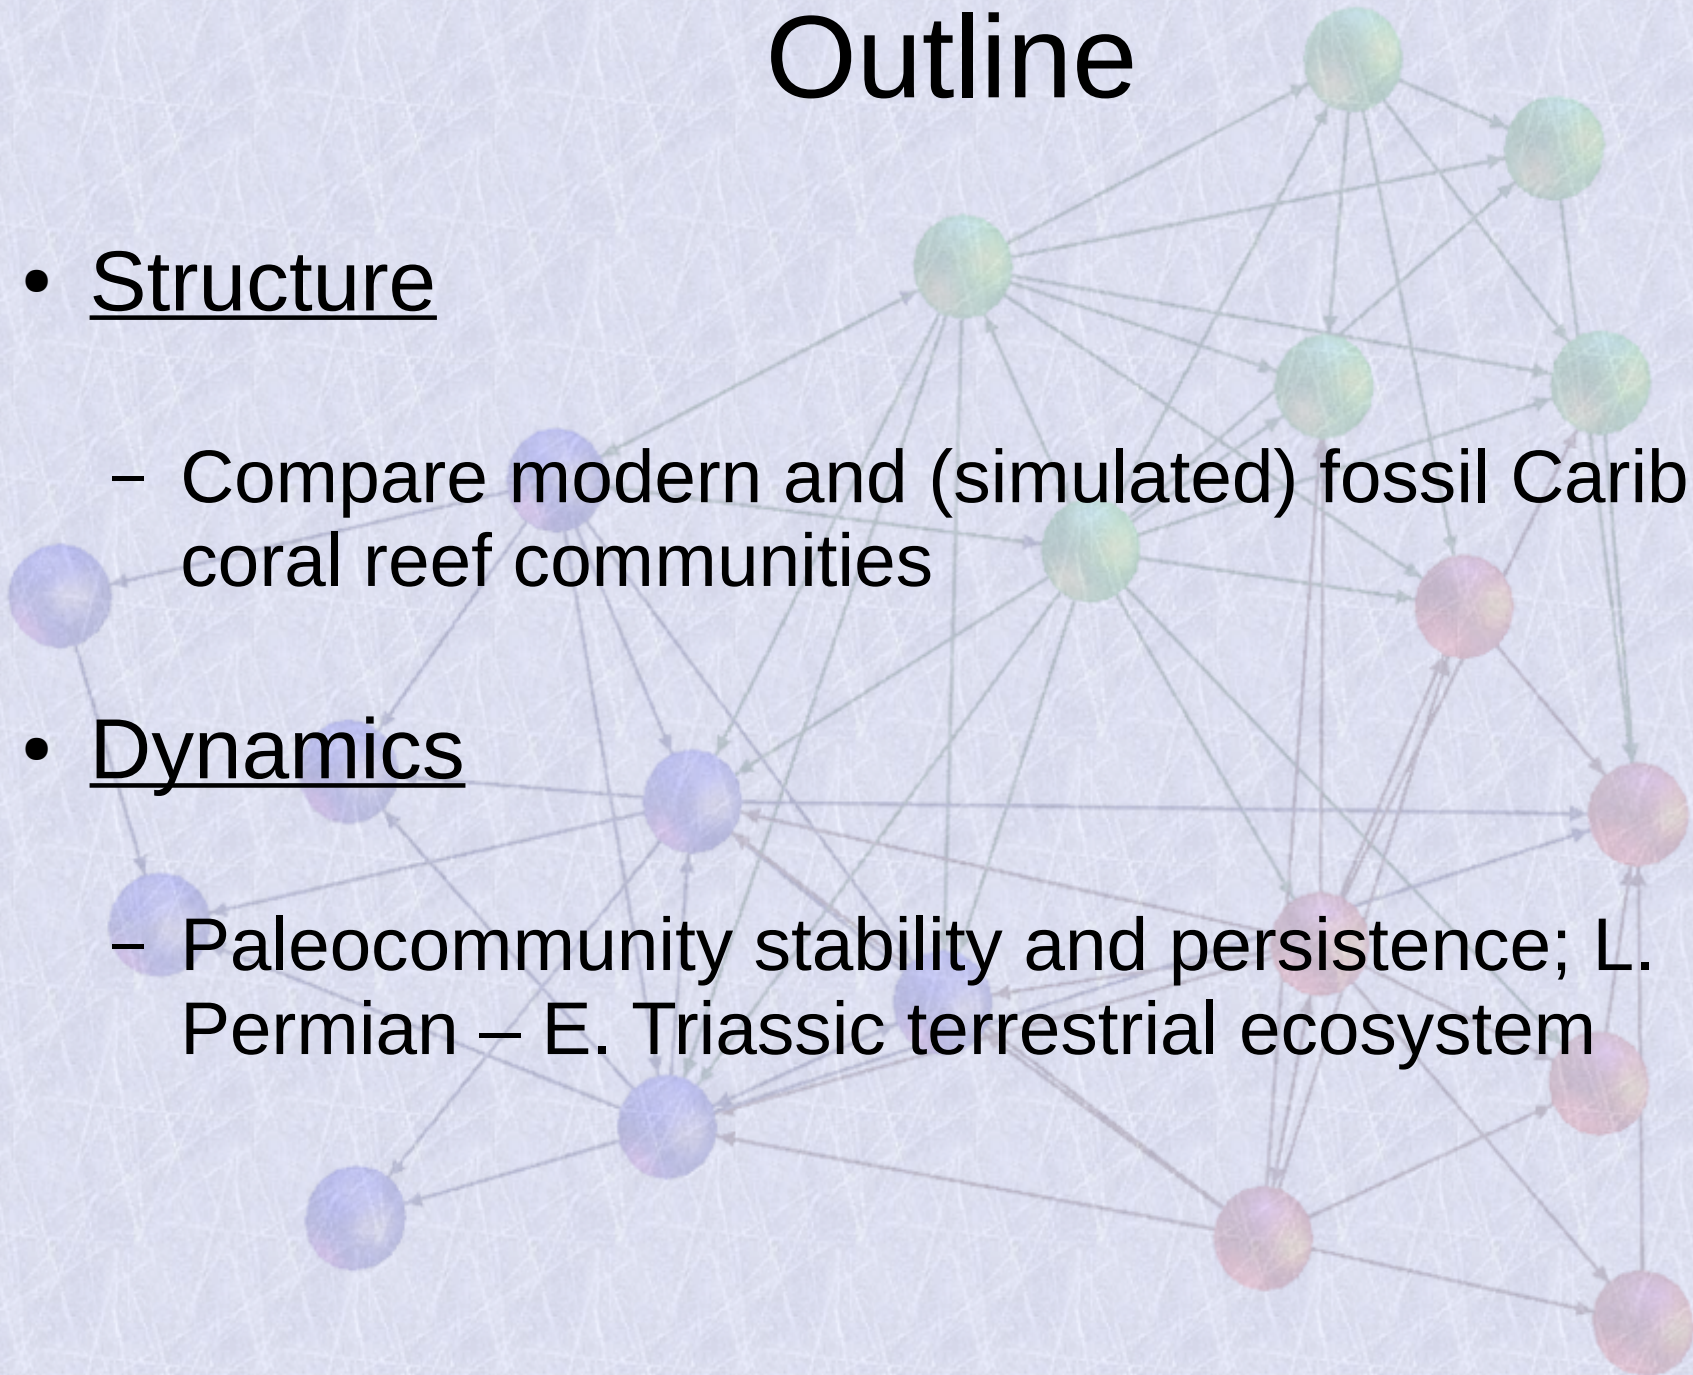 Outline
• Structure
– Compare modern and (simulated) fossil Carib
coral reef communities
• Dynamics
– Paleocommunity stability and persistence; L.
Permian – E. Triassic terrestrial ecosystem